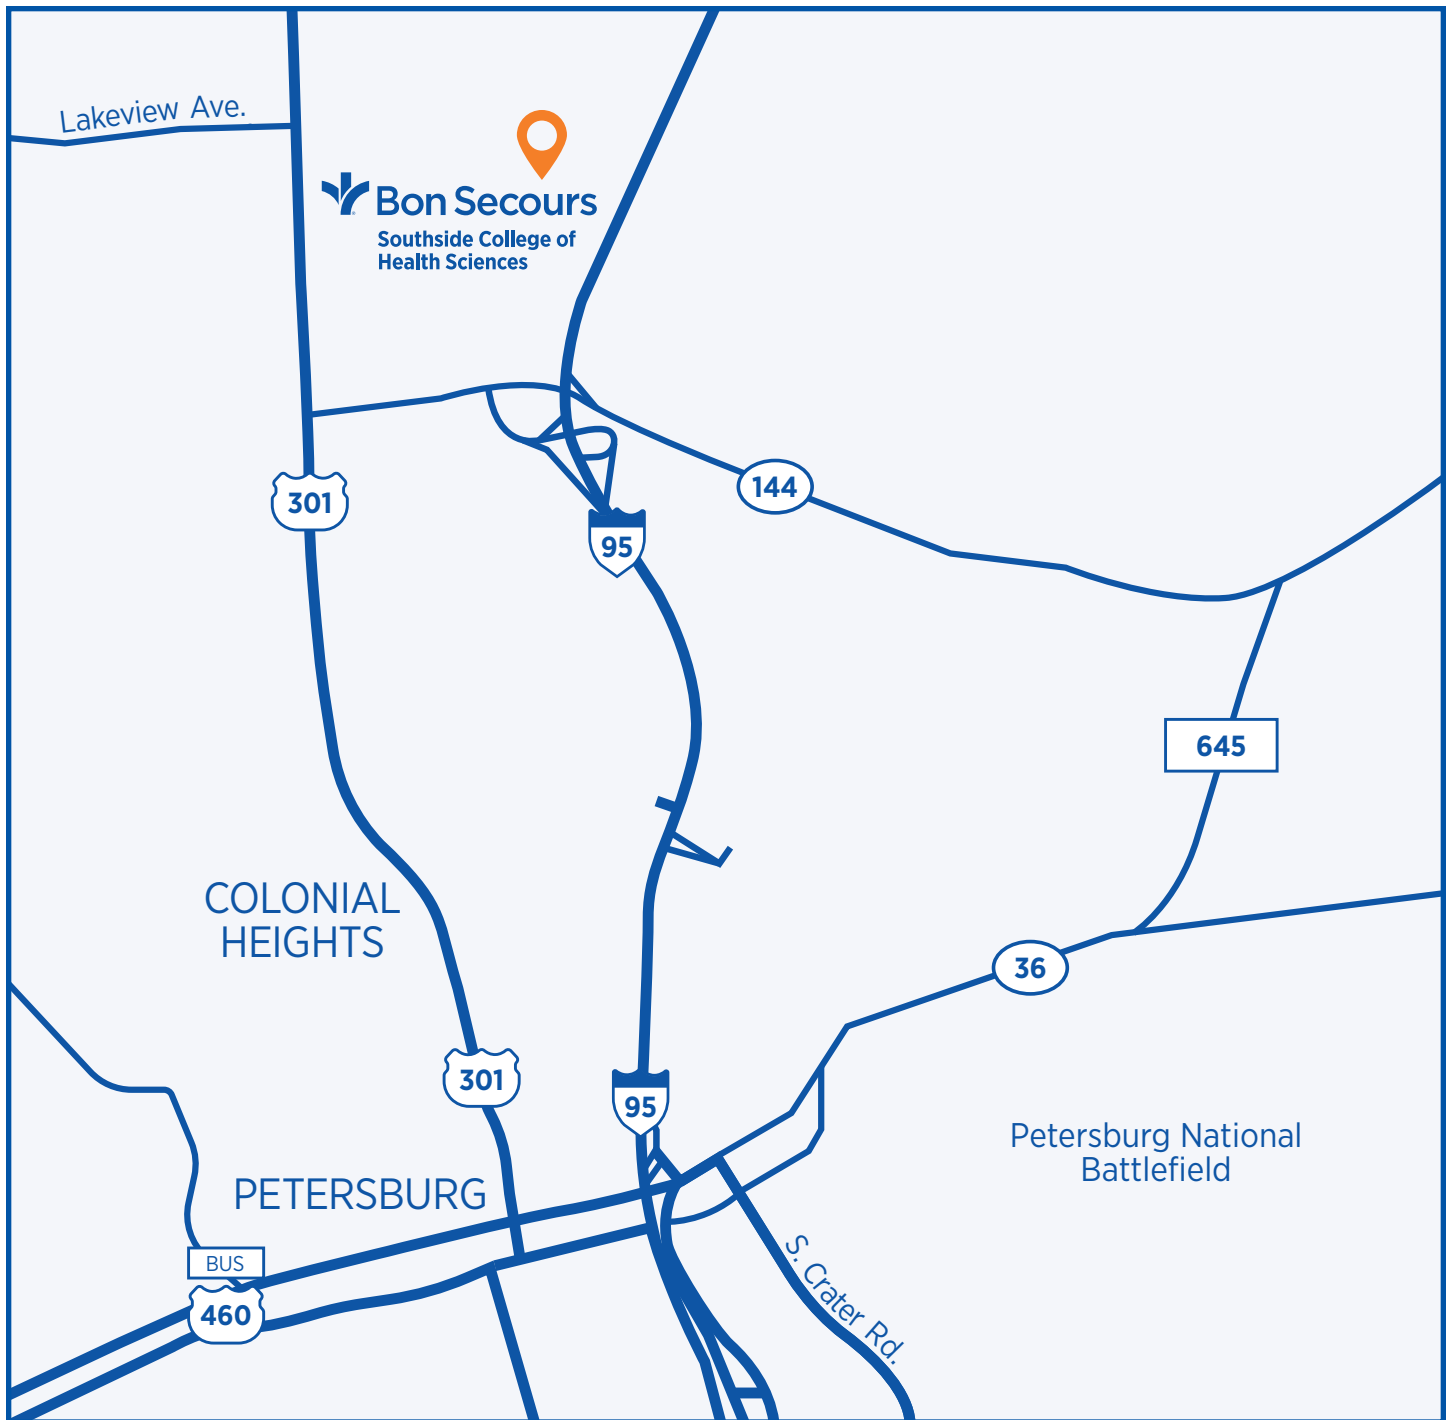 Lakeview Ave.
Bon Secours
Southside College of
Health Sciences
144
301
95
645
COLONIAL
HEIGHTS
36
301
95
Petersburg National
Battlefield
PETERSBURG
BUS
460
S. Crater Rd.